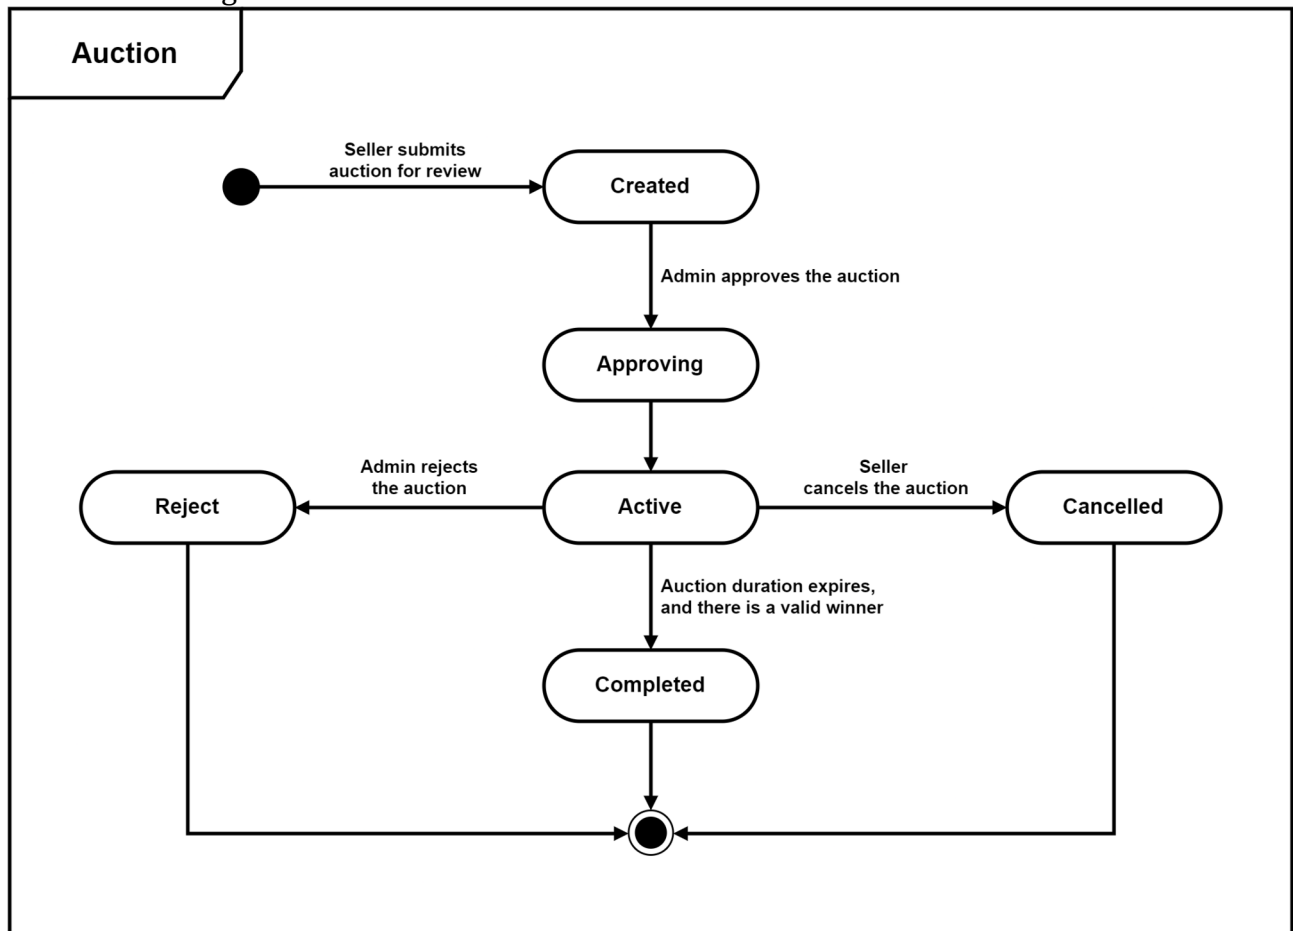 Auction
Seller submits
auction for review
Created
Admin approves the auction
Approving
Admin rejects
the auction
Seller
cancels the auction
Reject
Active
Cancelled
Auction duration expires,
and there is a valid winner
Completed